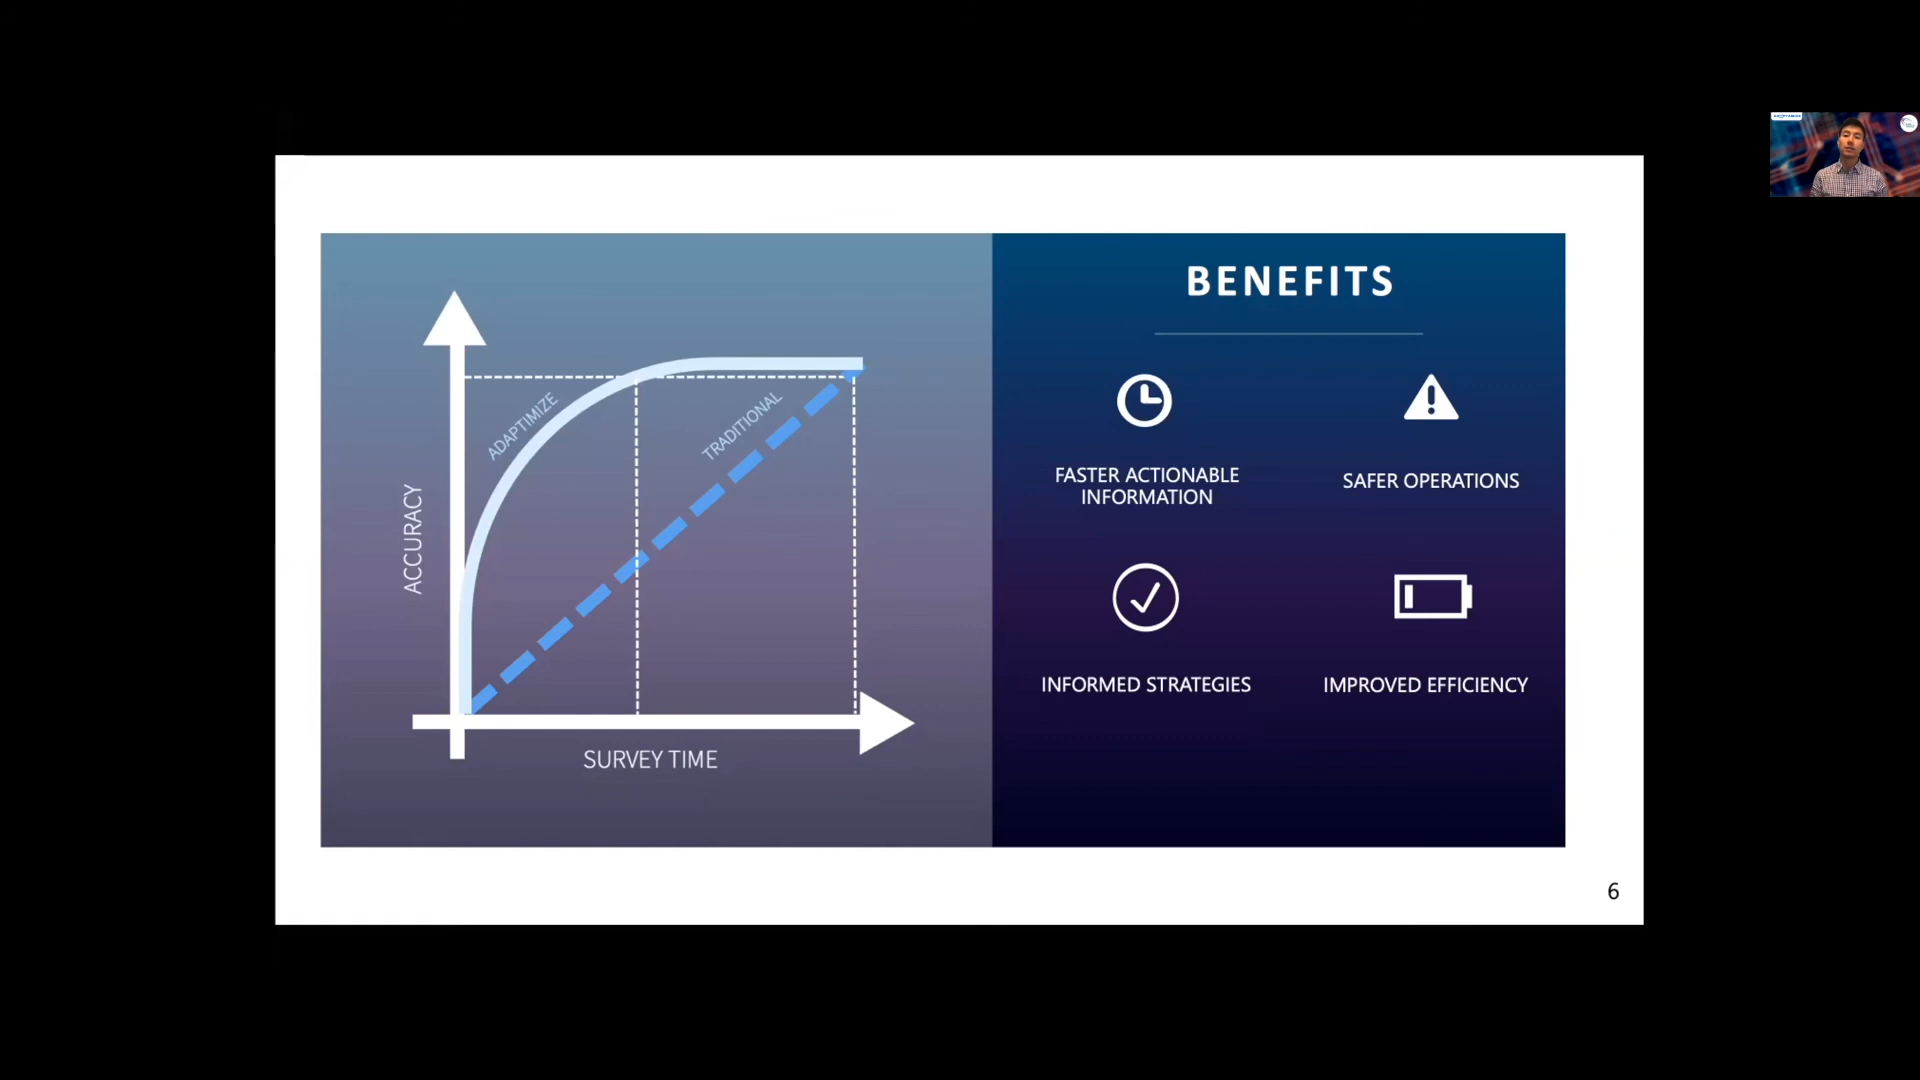 ADAPTIMIZE
TRADITIONAL
ACCURACY
SURVEY TIME
BENEFITS
FASTER ACTIONABLE
INFORMATION
SAFER OPERATIONS
INFORMED STRATEGIES
IMPROVED EFFICIENCY
6